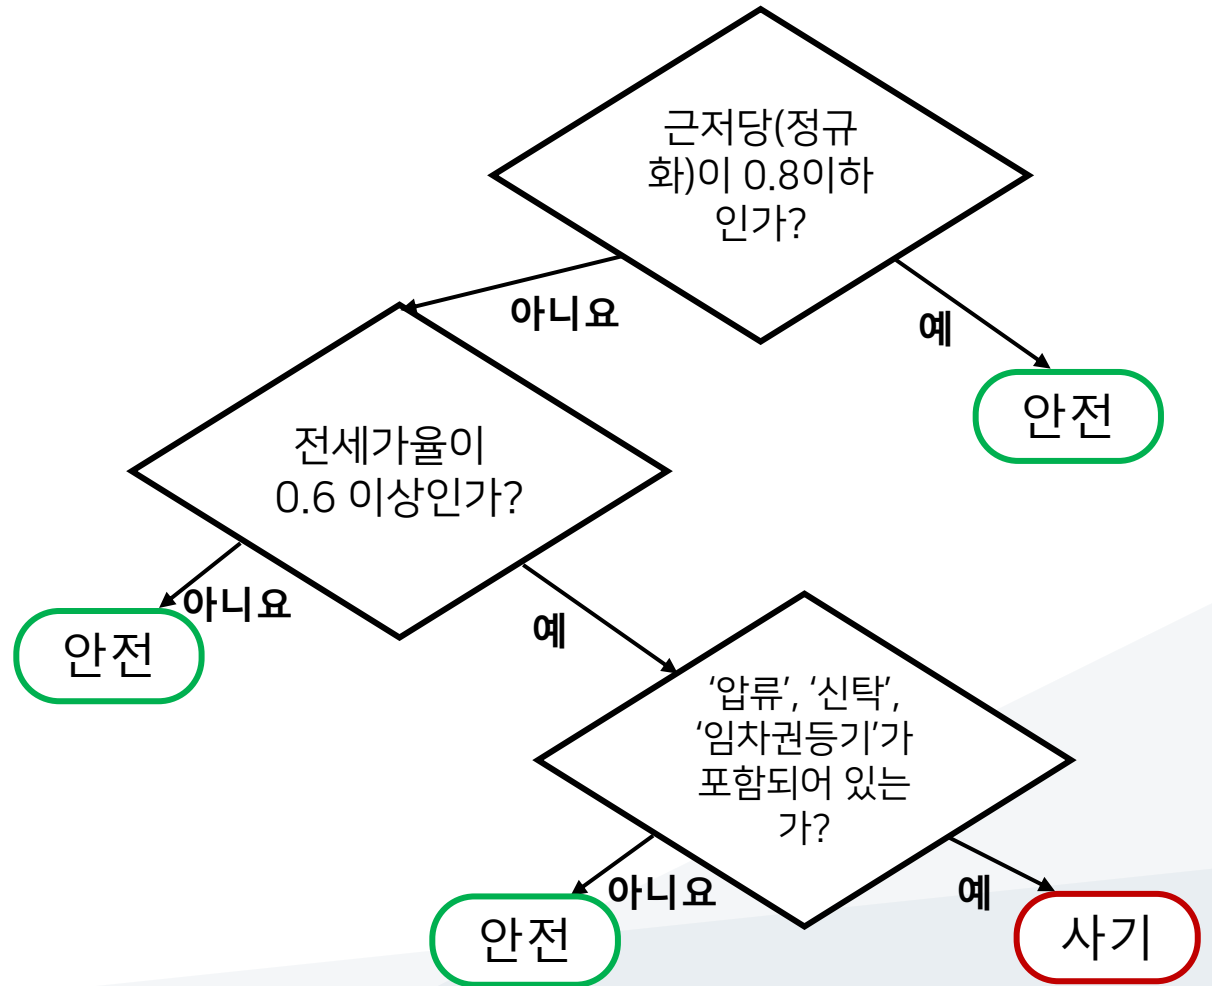 근저당(정규
화)이 0.8이하
인가?
아니요
예
안전
전세가율이
0.6 이상인가?
아니요
안전
예
‘압류’, ‘신탁’,
‘임차권등기’가
포함되어 있는
가?
아니요
예
안전
사기